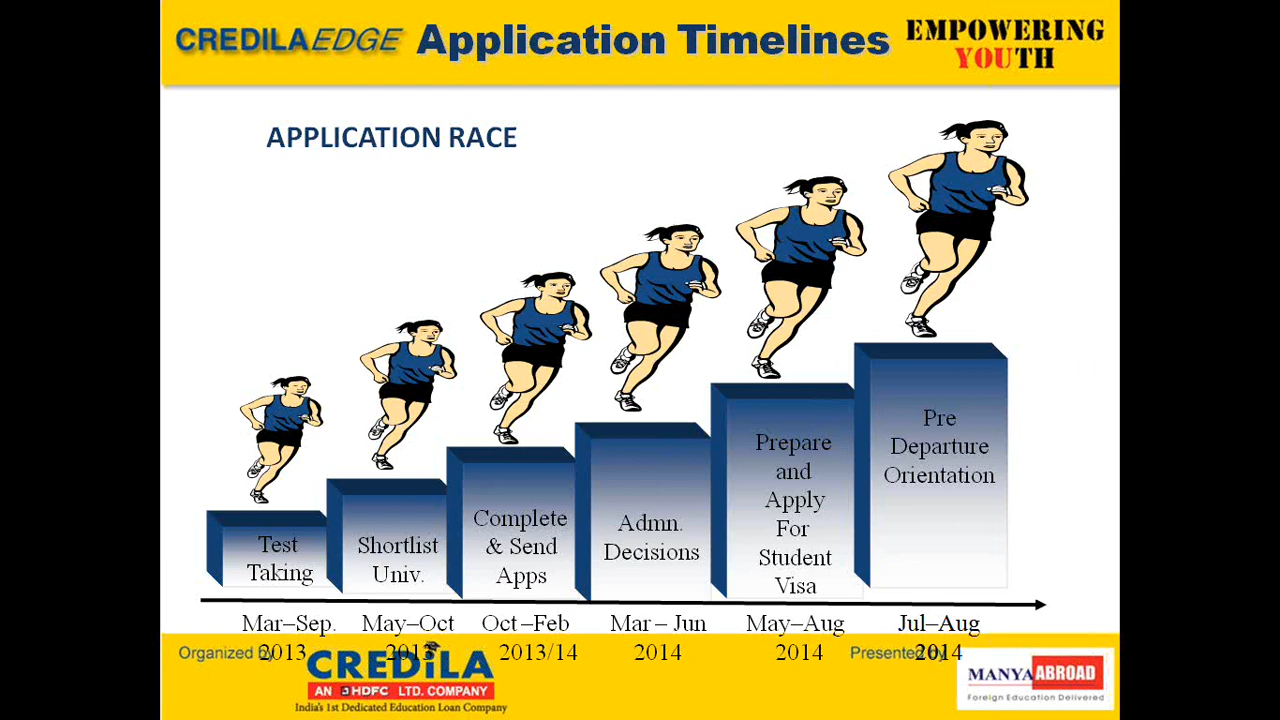 CREDILA EDGE Application Timelines EMPOWERING
YOUTH
APPLICATION RACE
Test
Taking
Shortlist
Univ.
Complete
& Send
Apps
Admn.
Decisions
Prepare
and
Apply
For
Student
Visa
Pre
Departure
Orientation
Mar–Sep.
2013
May–Oct
2013
Oct–Feb
2013/14
Mar – Jun
2014
May–Aug
2014
Jul–Aug
2014
Organized by
CREDiLA
AN HDFC LTD. COMPANY
India's 1st Dedicated Education Loan Company
Presented by
MANYA ABROAD
Foreign Education Delivered